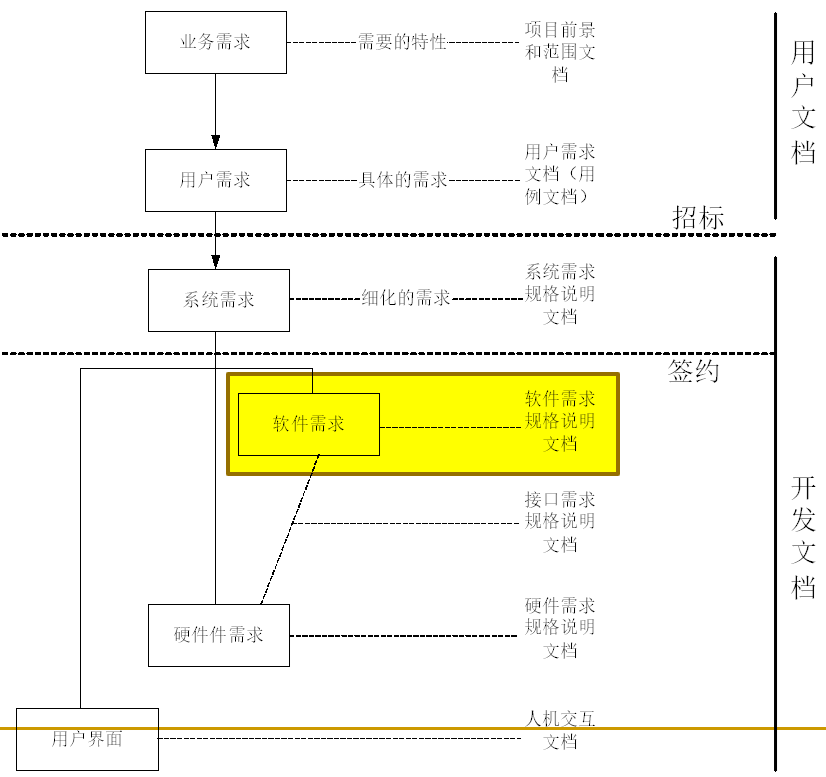 业务需求
需要的特性
项目前景
和范围文
档
用户需求
具体的需求
用户需求
文档（用
例文档）
用户文档
招标
系统需求
细化的需求
系统需求
规格说明
文档
签约
软件需求
软件需求
规格说明
文档
接口需求
规格说明
文档
硬件件需求
硬件需求
规格说明
文档
用户界面
人机交互
文档
开发文档